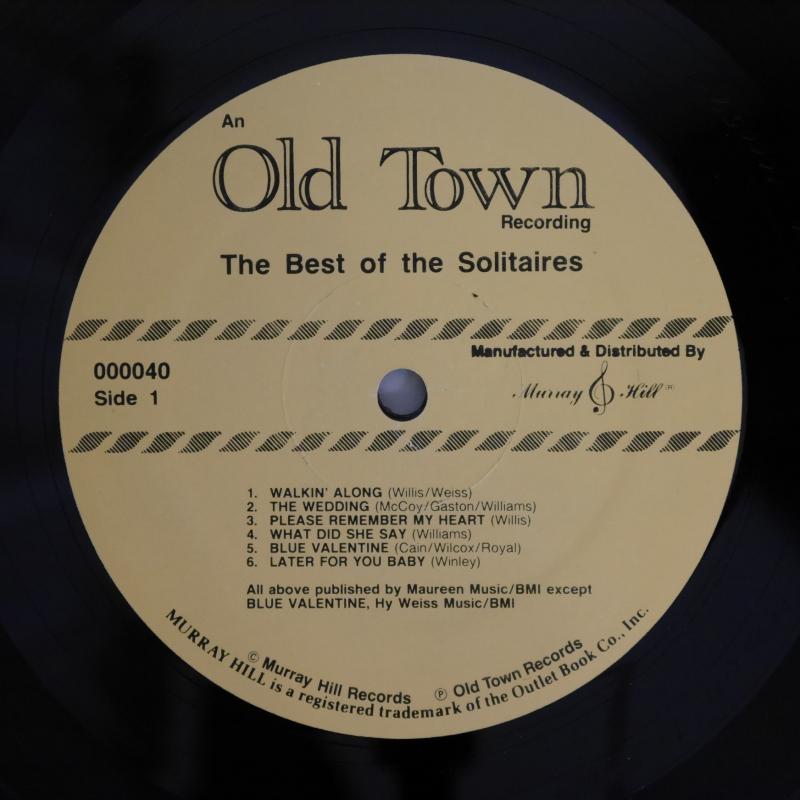 An
Old Town
Recording
The Best of the Solitaires
000040
Side 1
Manufactured & Distributed By
Murray Hill ®
1. WALKIN' ALONG (Willis/Weiss)
2. THE WEDDING (McCoy/Gaston/Williams)
3. PLEASE REMEMBER MY HEART (Willis)
4. WHAT DID SHE SAY (Williams)
5. BLUE VALENTINE (Cain/Wilcox/Royal)
6. LATER FOR YOU BABY (Winley)
All above published by Maureen Music/BMI except
BLUE VALENTINE, Hy Weiss Music/BMI
© Murray Hill Records ℗ Old Town Records
MURRAY HILL is a registered trademark of the Outlet Book Co., Inc.